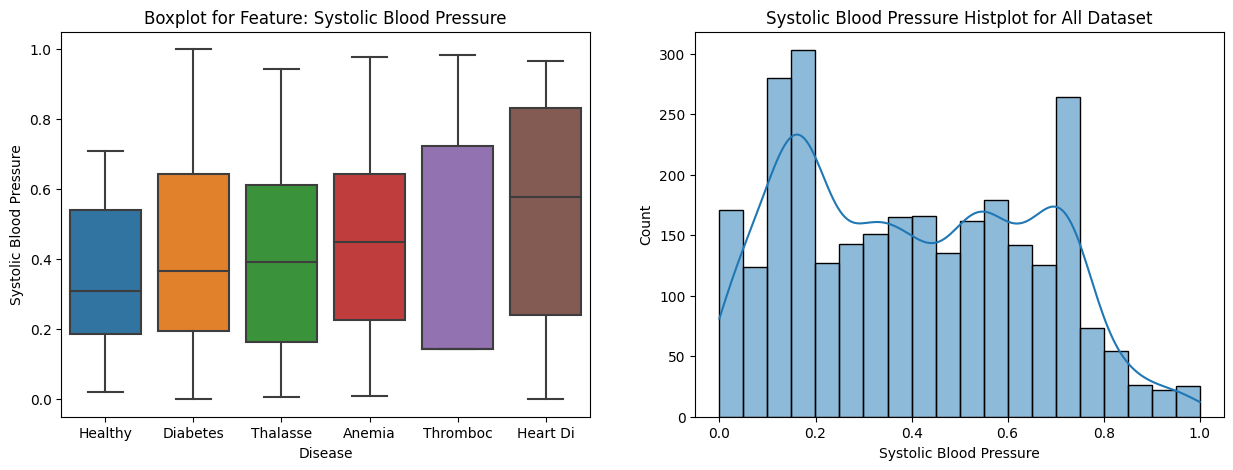 Boxplot for Feature: Systolic Blood Pressure
Systolic Blood Pressure
1.0
0.8
0.6
0.4
0.2
0.0
Healthy Diabetes Thalasse Anemia Thromboc Heart Di
Disease
Systolic Blood Pressure Histplot for All Dataset
Count
300
250
200
150
100
50
0
0.0 0.2 0.4 0.6 0.8 1.0
Systolic Blood Pressure